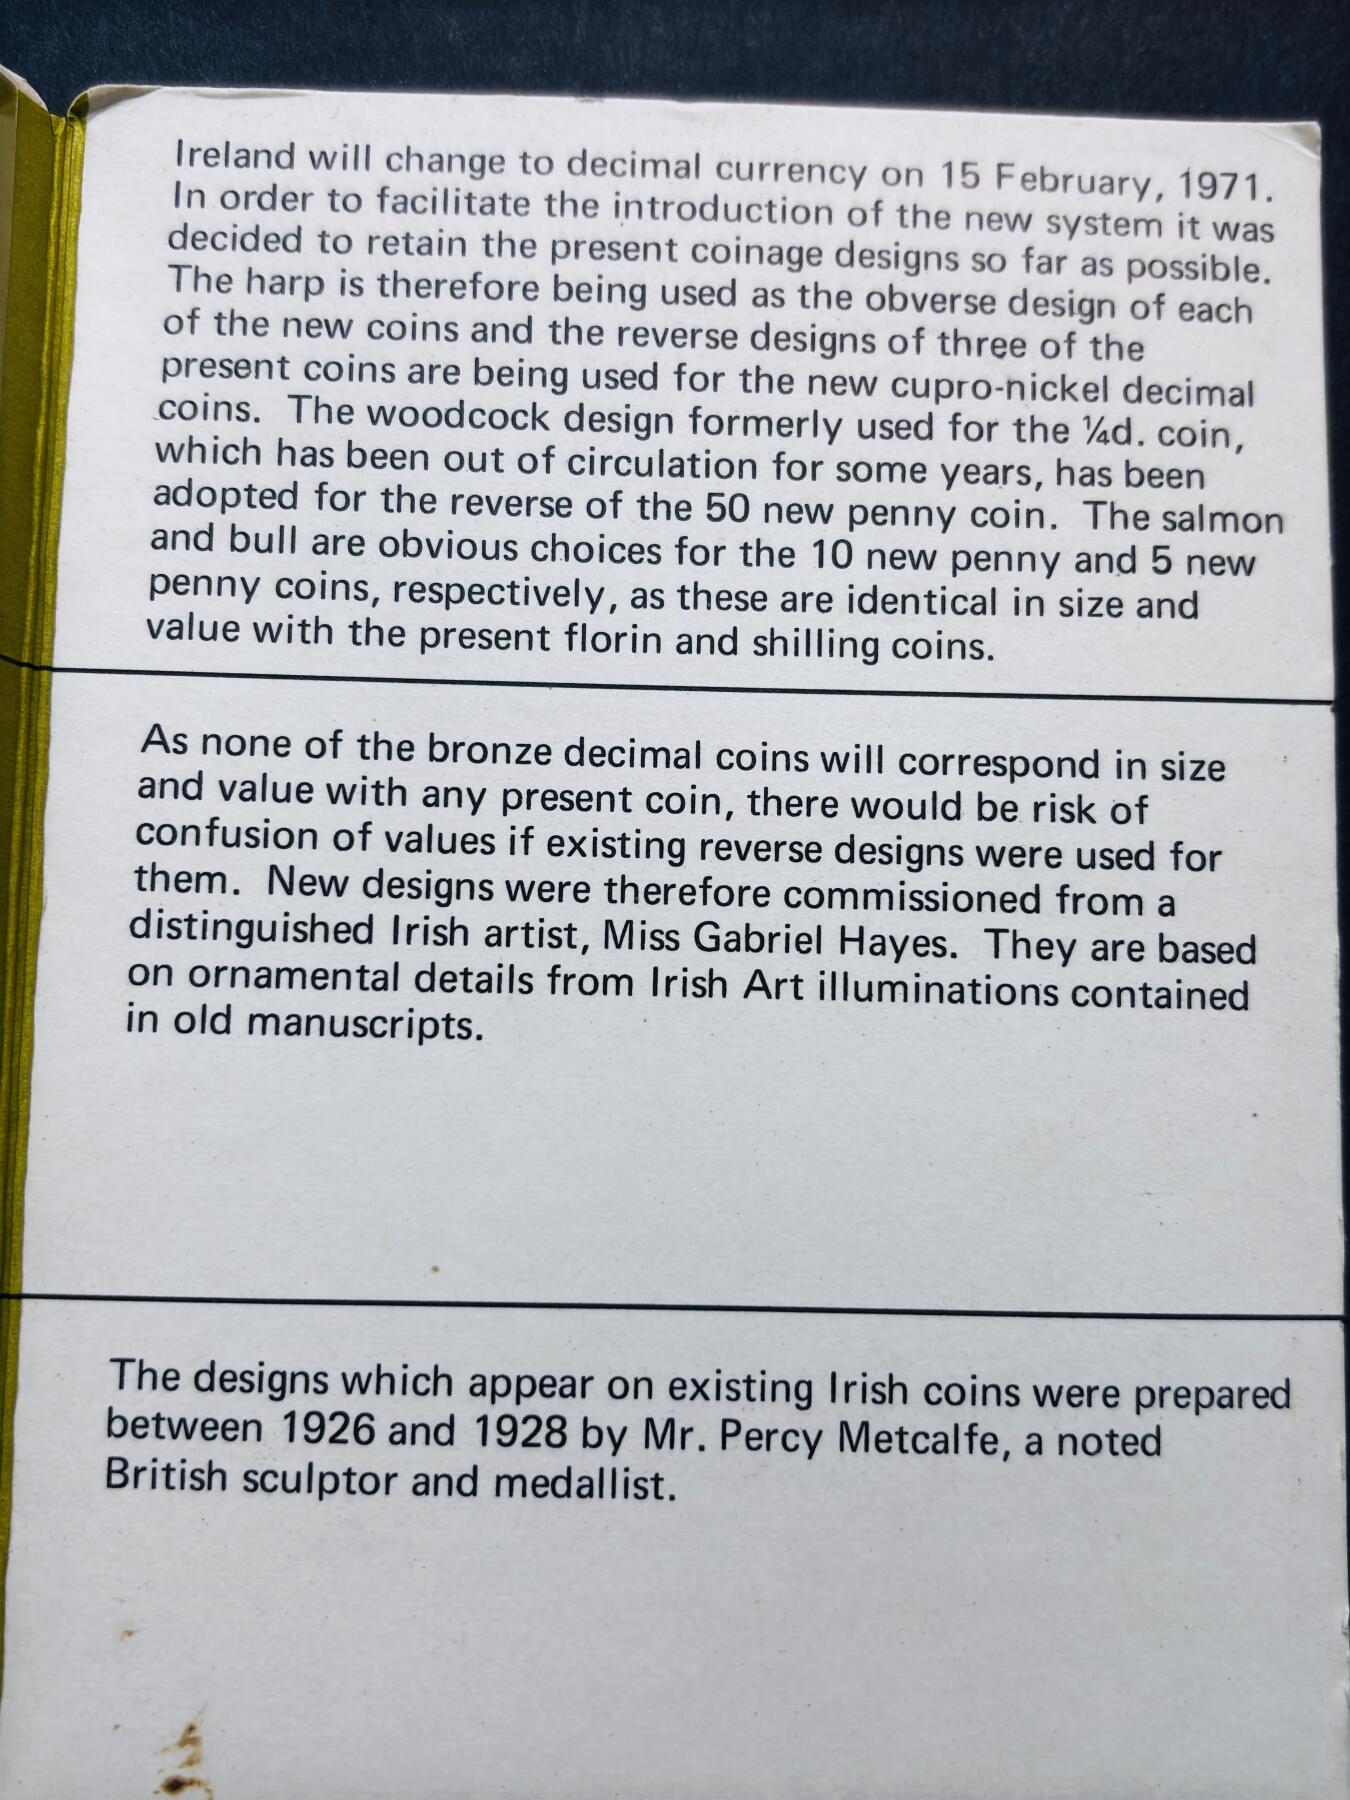 Ireland will change to decimal currency on 15 February, 1971.
In order to facilitate the introduction of the new system it was
decided to retain the present coinage designs so far as possible.
The harp is therefore being used as the obverse design of each
of the new coins and the reverse designs of three of the
present coins are being used for the new cupro-nickel decimal
coins. The woodcock design formerly used for the ¼d. coin,
which has been out of circulation for some years, has been
adopted for the reverse of the 50 new penny coin. The salmon
and bull are obvious choices for the 10 new penny and 5 new
penny coins, respectively, as these are identical in size and
value with the present florin and shilling coins.
As none of the bronze decimal coins will correspond in size
and value with any present coin, there would be risk of
confusion of values if existing reverse designs were used for
them. New designs were therefore commissioned from a
distinguished Irish artist, Miss Gabriel Hayes. They are based
on ornamental details from Irish Art illuminations contained
in old manuscripts.
The designs which appear on existing Irish coins were prepared
between 1926 and 1928 by Mr. Percy Metcalfe, a noted
British sculptor and medallist.